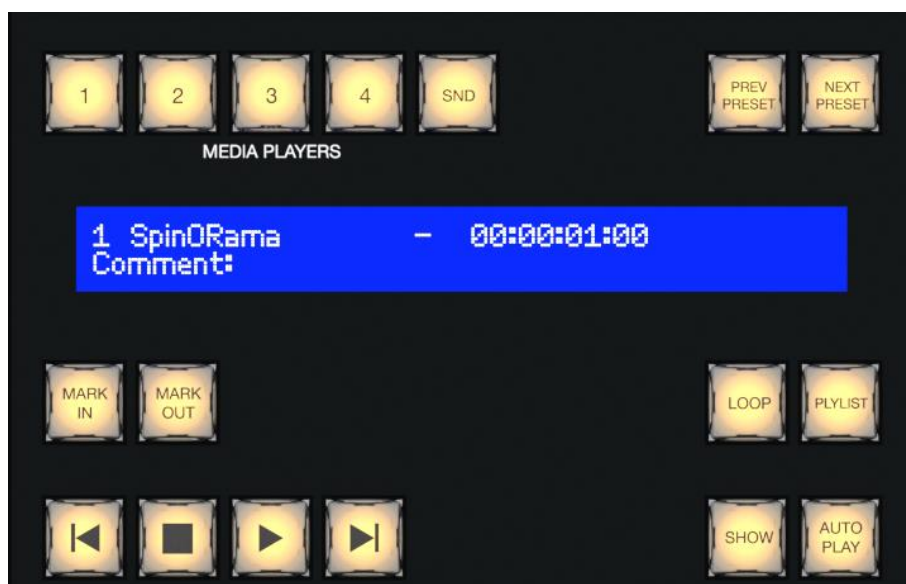 1
2
3
4
SND
PREV
PRESET
NEXT
PRESET
MEDIA PLAYERS
1 SpinORama - 00:00:01:00
Comment:
MARK
IN
MARK
OUT
LOOP
PLYLIST
SHOW
AUTO
PLAY